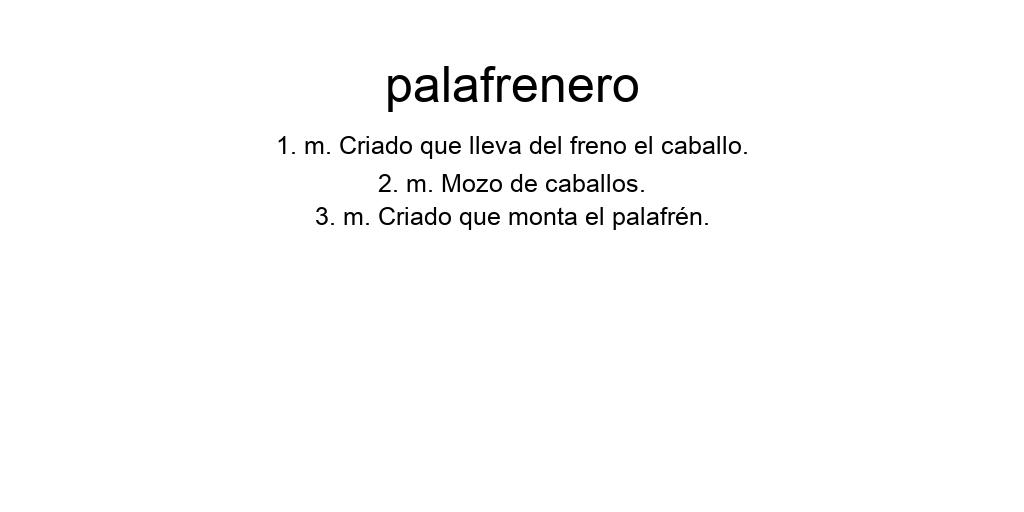 palafrenero
1. m. Criado que lleva del freno el caballo.
2. m. Mozo de caballos.
3. m. Criado que monta el palafrén.